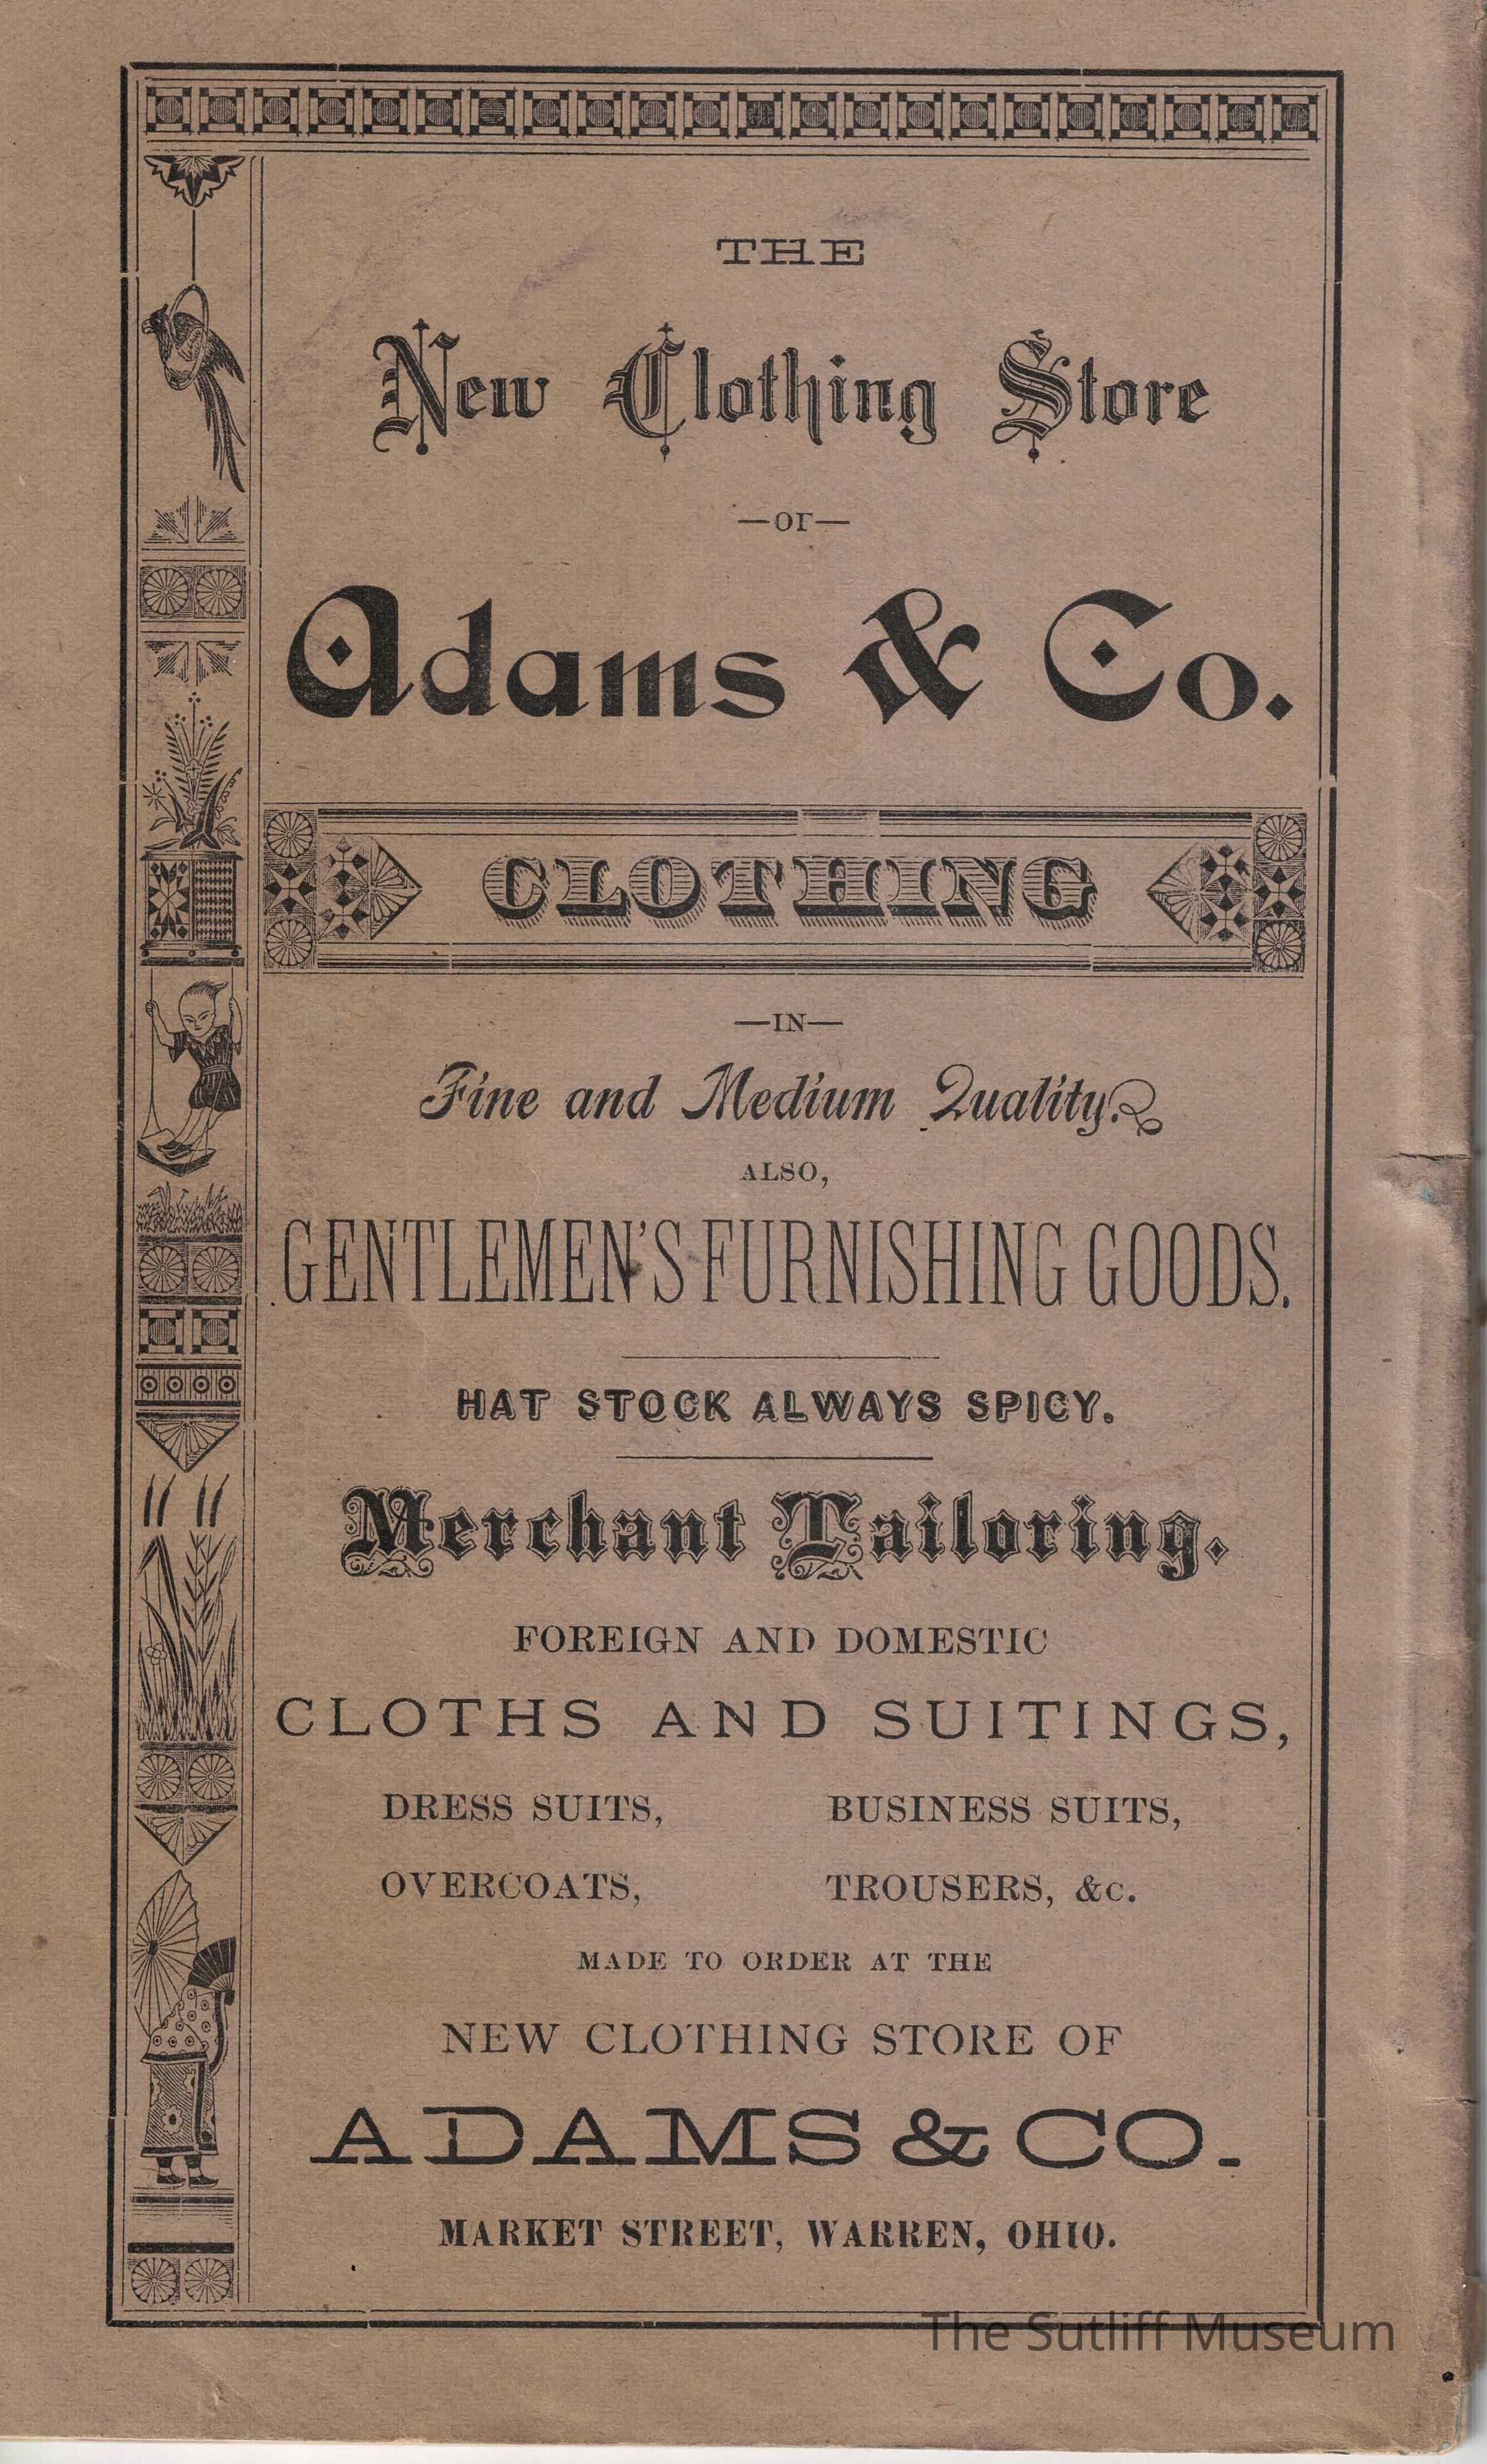 THE
New Clothing Store
—OF—
Adams & Co.
CLOTHING
—IN—
Fine and Medium Quality.
ALSO,
GENTLEMEN'S FURNISHING GOODS.
HAT STOCK ALWAYS SPICY.
Merchant Tailoring.
FOREIGN AND DOMESTIC
CLOTHS AND SUITINGS,
DRESS SUITS, BUSINESS SUITS,
OVERCOATS, TROUSERS, &c.
MADE TO ORDER AT THE
NEW CLOTHING STORE OF
ADAMS & CO.
MARKET STREET, WARREN, OHIO.
The Sutliff Museum